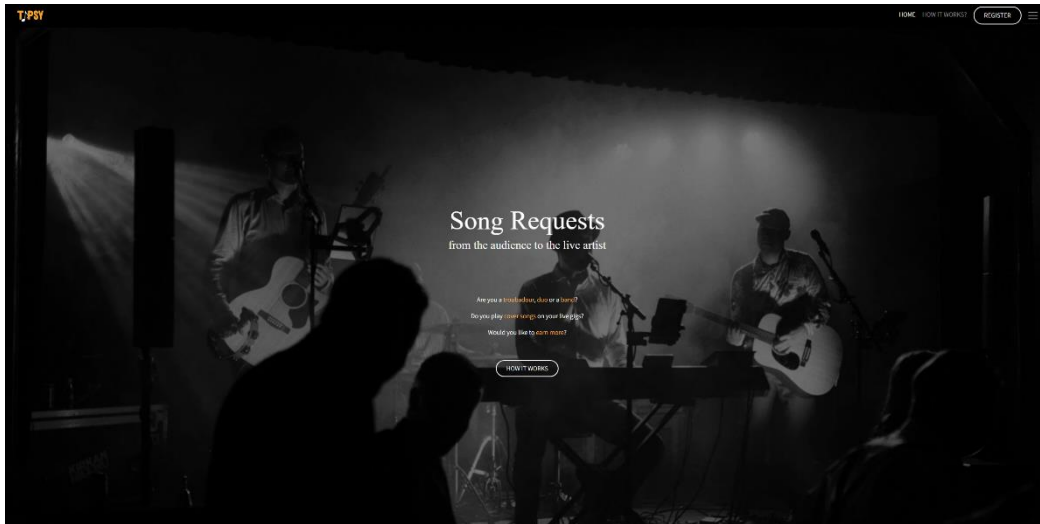 TIPSY
HOME HOW IT WORKS? REGISTER
Song Requests
from the audience to the live artist
Are you a troubadour, duo or a band?
Do you play cover songs on your live gigs?
Would you like to earn more?
HOW IT WORKS